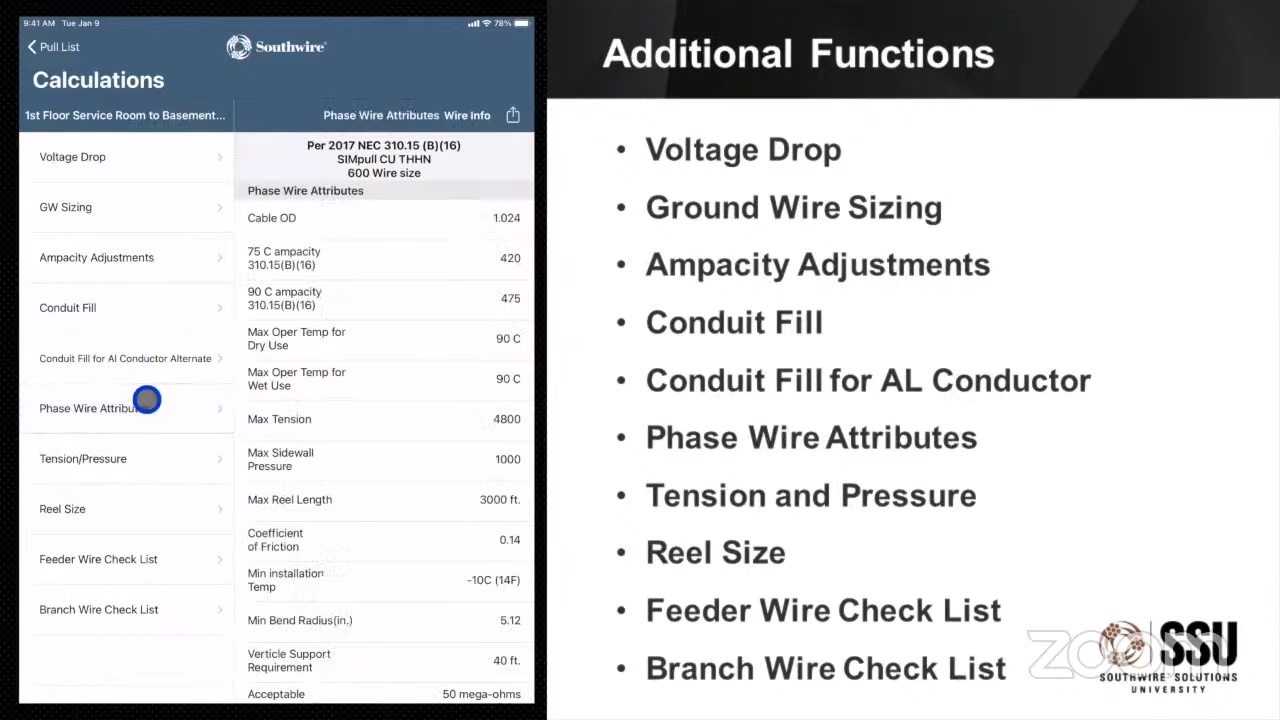 9:41 AM Tue Jan 9
78%
Pull List
Southwire
Calculations
1st Floor Service Room to Basement...
Phase Wire Attributes Wire Info
Voltage Drop
GW Sizing
Ampacity Adjustments
Conduit Fill
Conduit Fill for Al Conductor Alternate
Phase Wire Attribu
Tension/Pressure
Reel Size
Feeder Wire Check List
Branch Wire Check List
Per 2017 NEC 310.15 (B)(16)
SIMpull CU THHN
600 Wire size
Phase Wire Attributes
Cable OD 1.024
75 C ampacity
310.15(B)(16) 420
90 C ampacity
310.15(B)(16) 475
Max Oper Temp for
Dry Use 90 C
Max Oper Temp for
Wet Use 90 C
Max Tension 4800
Max Sidewall
Pressure 1000
Max Reel Length 3000 ft.
Coefficient
of Friction 0.14
Min installation
Temp -10C (14F)
Min Bend Radius(in.) 5.12
Verticle Support
Requirement 40 ft.
Acceptable 50 mega-ohms
Additional Functions
• Voltage Drop
• Ground Wire Sizing
• Ampacity Adjustments
• Conduit Fill
• Conduit Fill for AL Conductor
• Phase Wire Attributes
• Tension and Pressure
• Reel Size
• Feeder Wire Check List
• Branch Wire Check List
zoom
SSU
SOUTHWIRE SOLUTIONS
UNIVERSITY